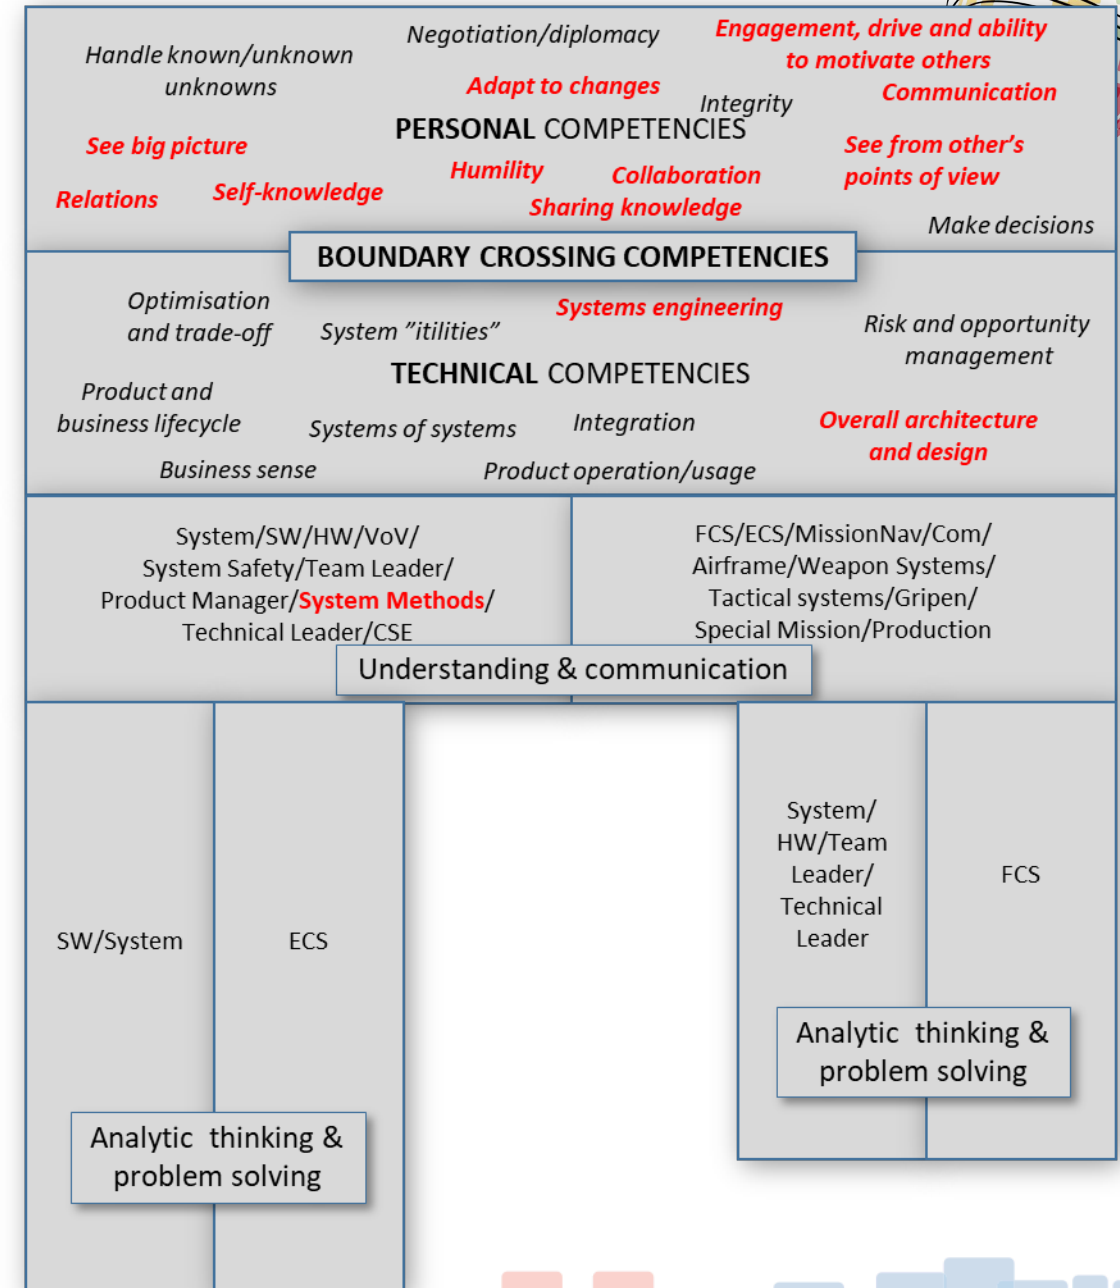 Negotiation/diplomacy
Engagement, drive and ability
to motivate others
Handle known/unknown
unknowns
Adapt to changes
Communication
Integrity
PERSONAL COMPETENCIES
See big picture
See from other's
points of view
Humility
Collaboration
Relations
Self-knowledge
Sharing knowledge
Make decisions
BOUNDARY CROSSING COMPETENCIES
Optimisation
and trade-off
System ”itilities”
Systems engineering
Risk and opportunity
management
TECHNICAL COMPETENCIES
Product and
business lifecycle
Systems of systems
Integration
Overall architecture
and design
Business sense
Product operation/usage
System/SW/HW/VoV/
System Safety/Team Leader/
Product Manager/System Methods/
Technical Leader/CSE
FCS/ECS/MissionNav/Com/
Airframe/Weapon Systems/
Tactical systems/Gripen/
Special Mission/Production
Understanding & communication
SW/System
ECS
System/
HW/Team
Leader/
Technical
Leader
FCS
Analytic thinking &
problem solving
Analytic thinking &
problem solving